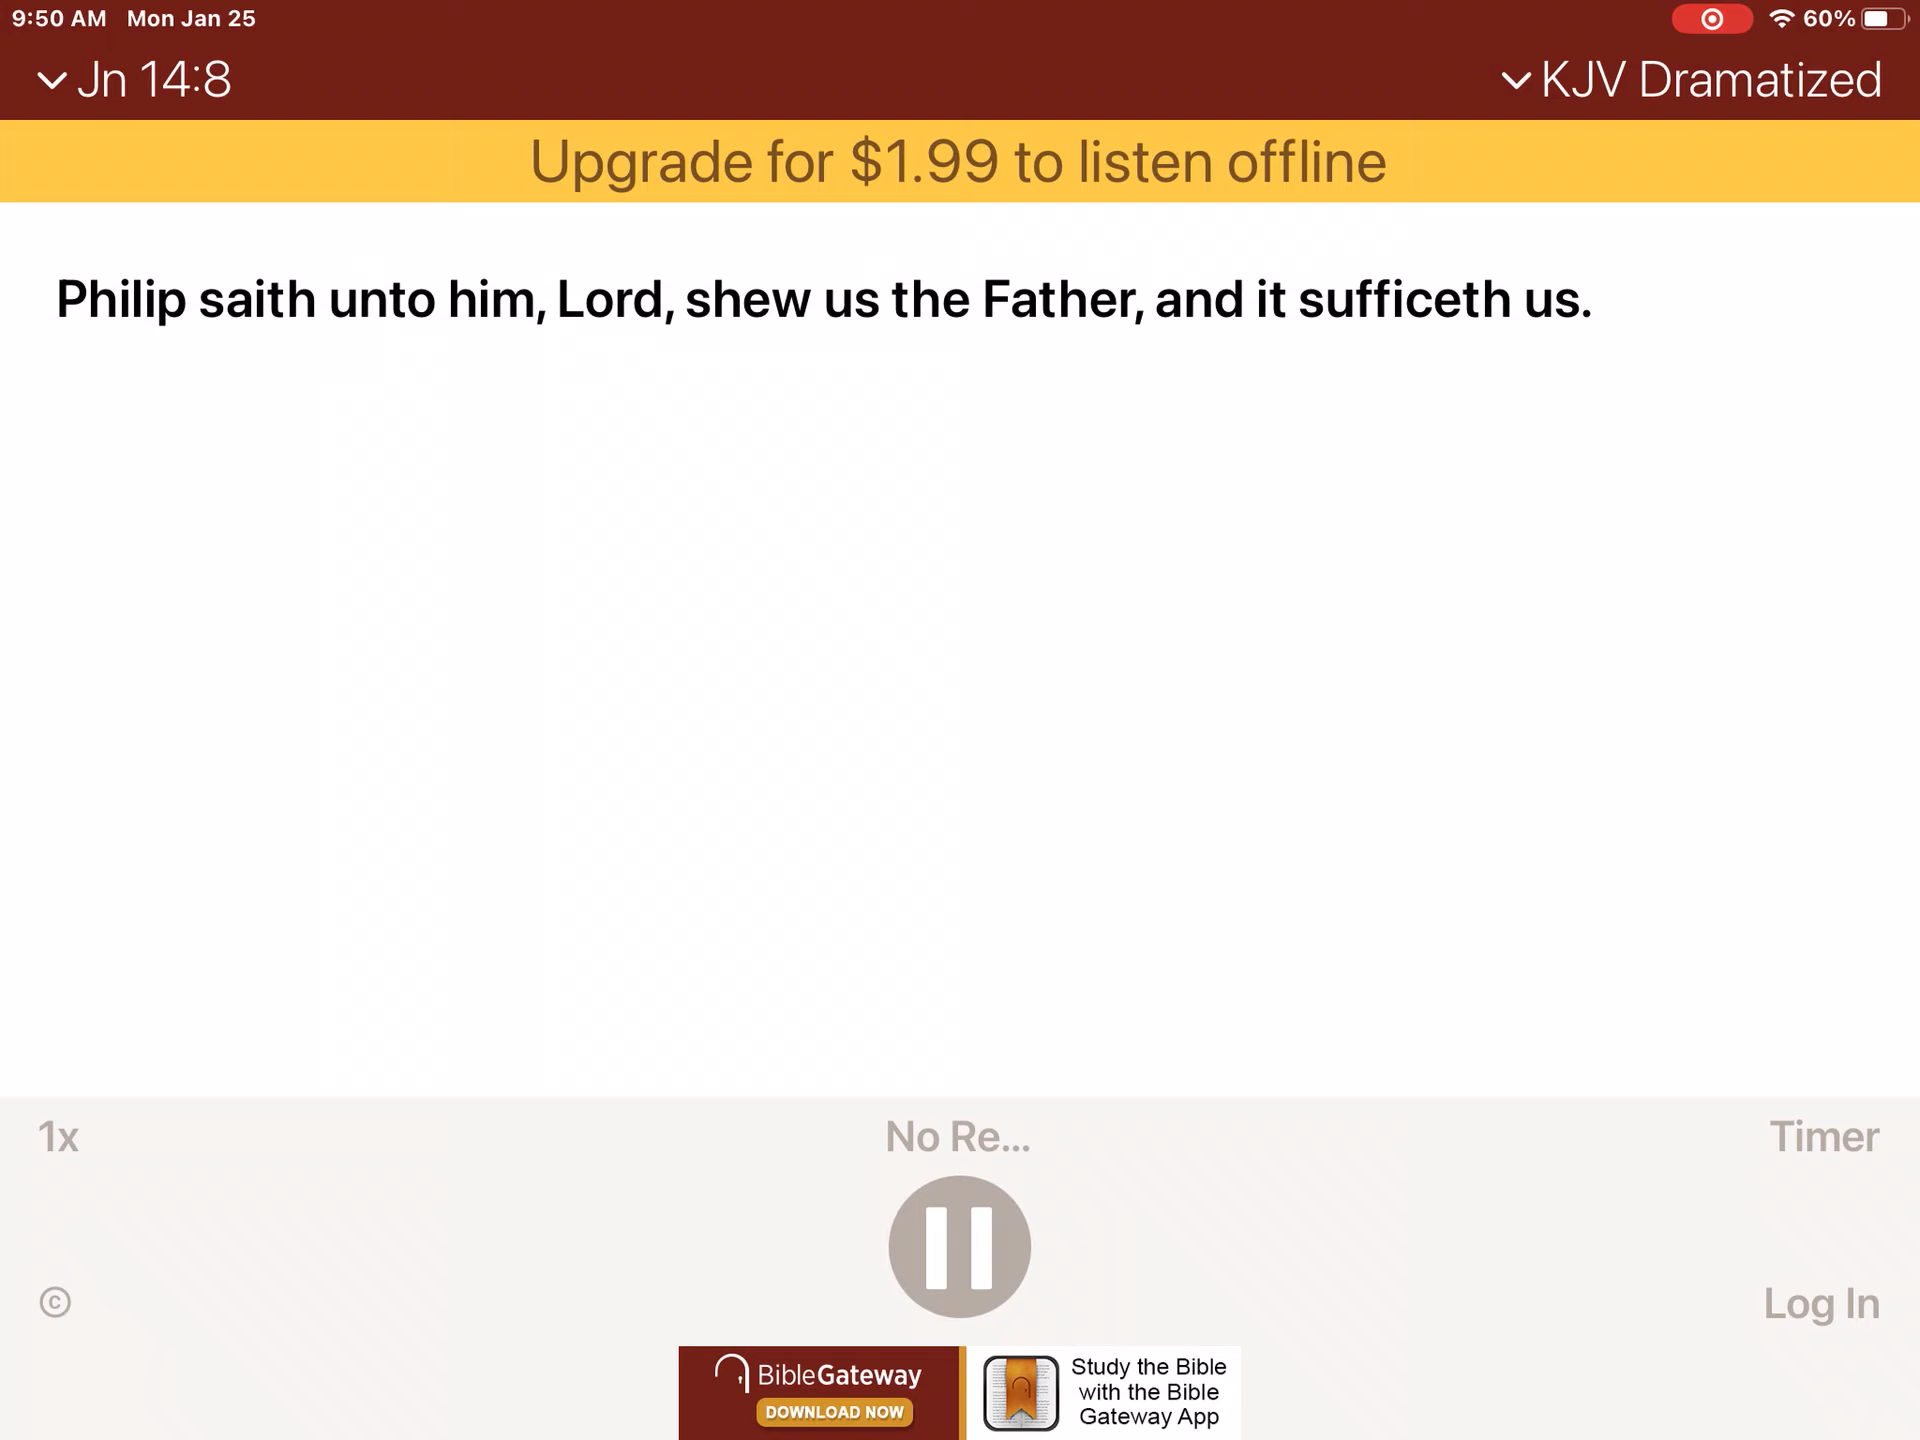 9:50 AM Mon Jan 25 60%
Jn 14:8 KJV Dramatized
Upgrade for $1.99 to listen offline
Philip saith unto him, Lord, shew us the Father, and it sufficeth us.
1x No Re... Timer
© Log In
BibleGateway
DOWNLOAD NOW
Study the Bible
with the Bible
Gateway App